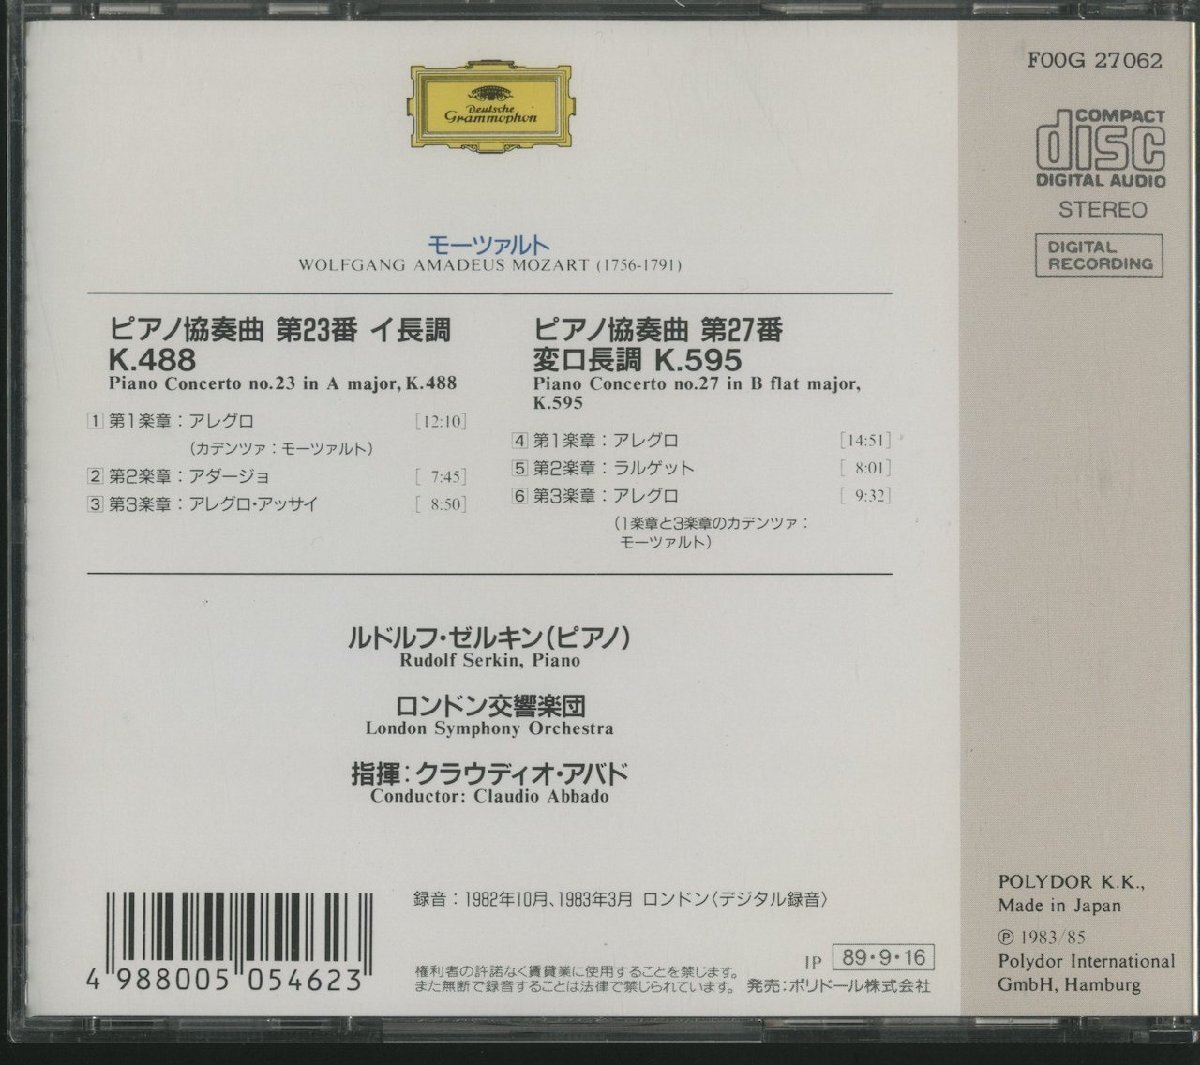 Deutsche
Grammophon
モーツァルト
WOLFGANG AMADEUS MOZART (1756-1791)
ピアノ協奏曲 第23番 イ長調
K.488
Piano Concerto no.23 in A major, K.488
1 第1楽章：アレグロ [12:10]
(カデンツァ：モーツァルト)
2 第2楽章：アダージョ [ 7:45]
3 第3楽章：アレグロ・アッサイ [ 8:50]
ピアノ協奏曲 第27番
変ロ長調 K.595
Piano Concerto no.27 in B flat major,
K.595
4 第1楽章：アレグロ [14:51]
5 第2楽章：ラルゲット [ 8:01]
6 第3楽章：アレグロ [ 9:32]
(1楽章と3楽章のカデンツァ：
モーツァルト)
ルドルフ・ゼルキン(ピアノ)
Rudolf Serkin, Piano
ロンドン交響楽団
London Symphony Orchestra
指揮：クラウディオ・アバド
Conductor: Claudio Abbado
録音：1982年10月、1983年3月 ロンドン〈デジタル録音〉
4 988005 054623
IP 89・9・16
権利者の許諾なく賃貸業に使用することを禁じます。
また無断で録音することは法律で禁じられています。 発売：ポリドール株式会社
F00G 27062
COMPACT
disc
DIGITAL AUDIO
STEREO
DIGITAL
RECORDING
POLYDOR K.K.,
Made in Japan
℗ 1983/85
Polydor International
GmbH, Hamburg